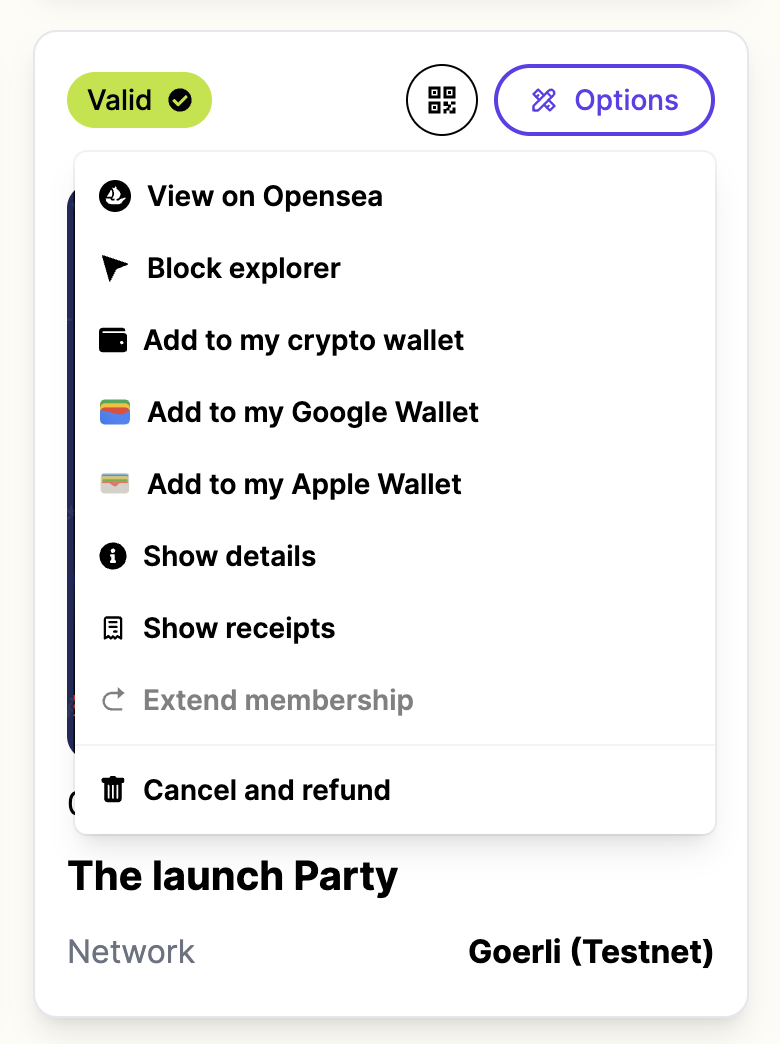 Valid
Options
View on Opensea
Block explorer
Add to my crypto wallet
Add to my Google Wallet
Add to my Apple Wallet
Show details
Show receipts
Extend membership
Cancel and refund
The launch Party
Network
Goerli (Testnet)